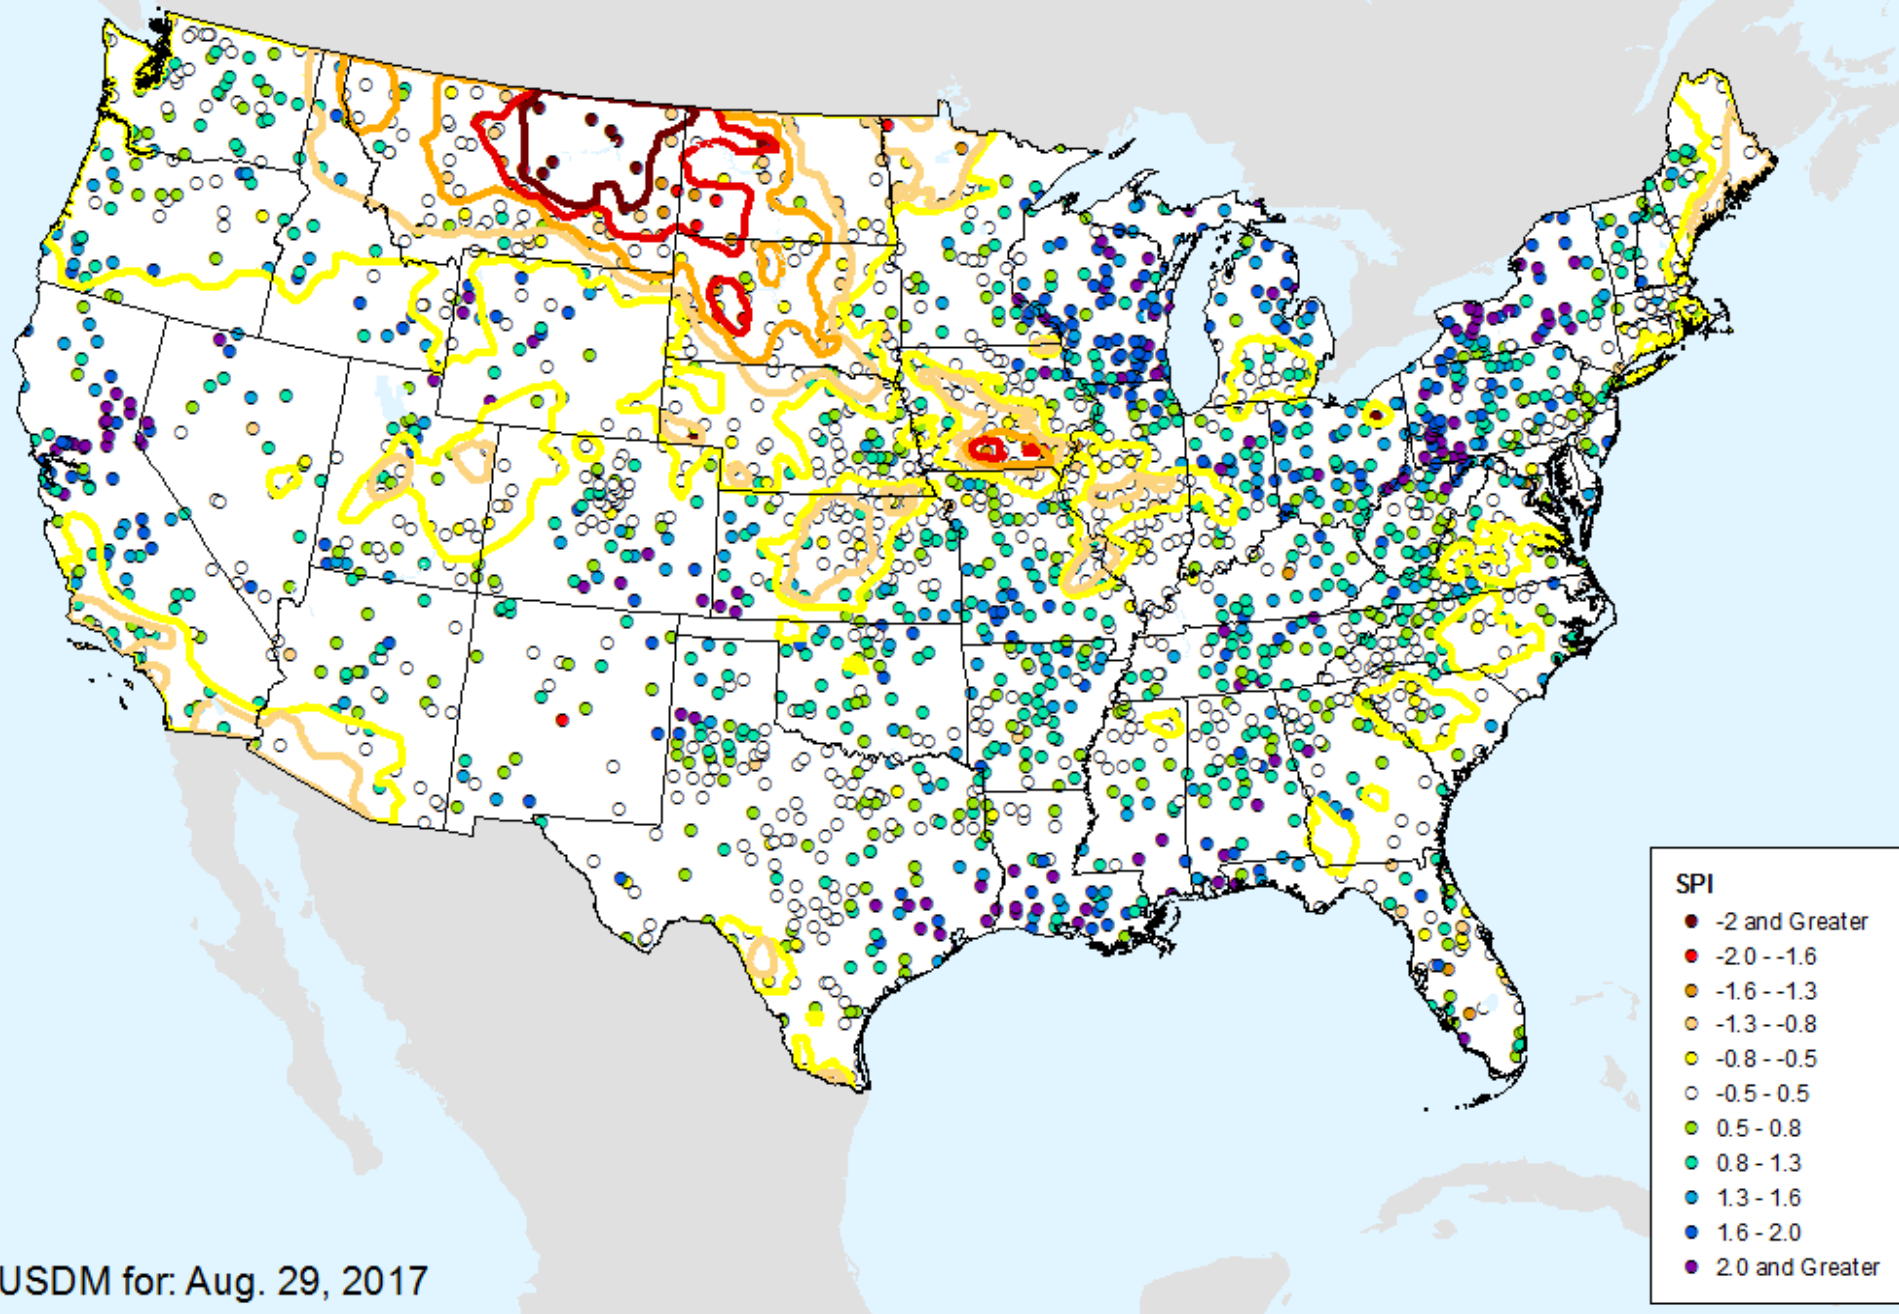 SPI
-2 and Greater
-2.0 - -1.6
-1.6 - -1.3
-1.3 - -0.8
-0.8 - -0.5
-0.5 - 0.5
0.5 - 0.8
0.8 - 1.3
1.3 - 1.6
1.6 - 2.0
2.0 and Greater
USDM for: Aug. 29, 2017